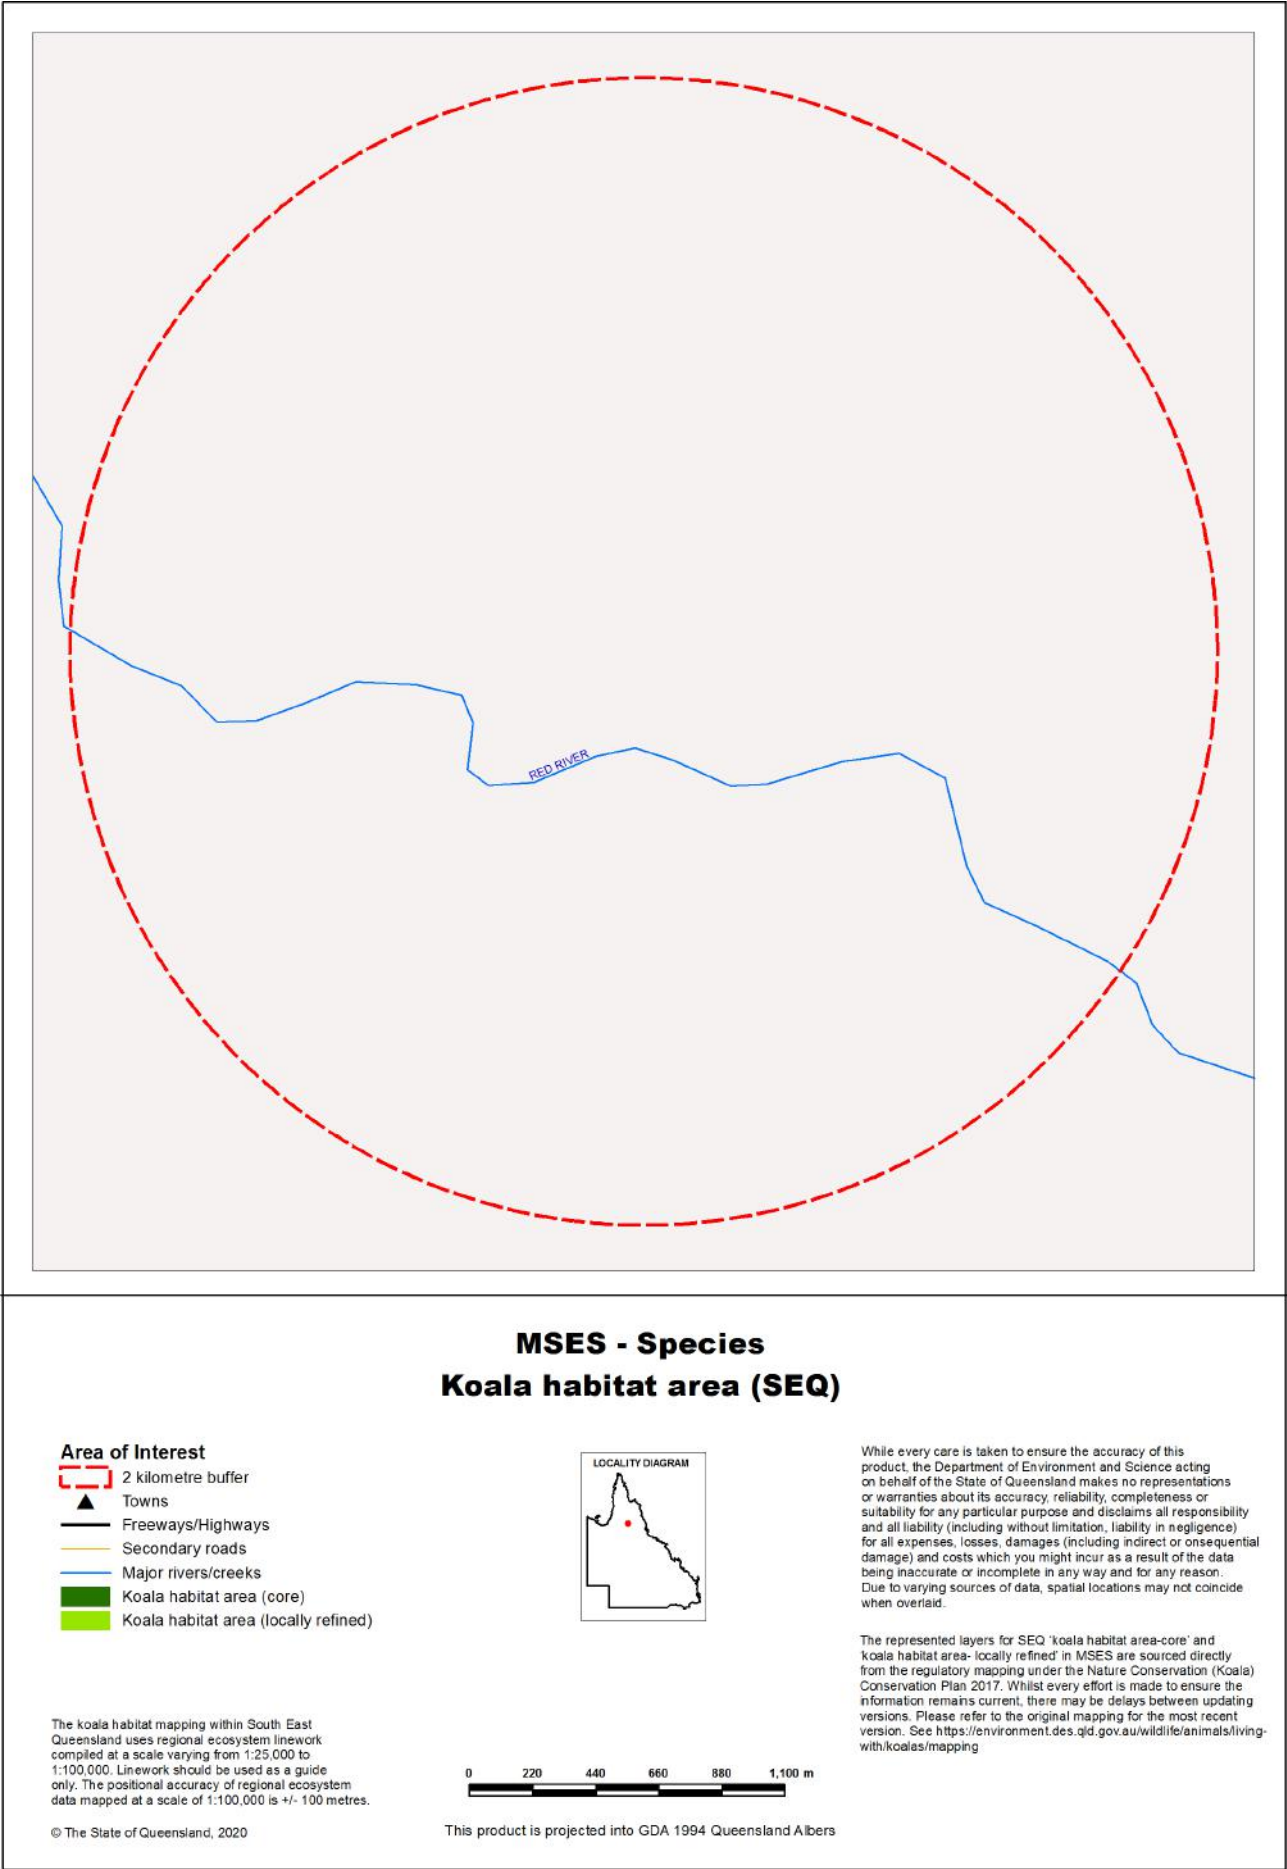 RED RIVER
MSES - Species
Koala habitat area (SEQ)
Area of Interest
2 kilometre buffer
Towns
Freeways/Highways
Secondary roads
Major rivers/creeks
Koala habitat area (core)
Koala habitat area (locally refined)
The koala habitat mapping within South East
Queensland uses regional ecosystem linework
compiled at a scale varying from 1:25,000 to
1:100,000. Linework should be used as a guide
only. The positional accuracy of regional ecosystem
data mapped at a scale of 1:100,000 is +/- 100 metres.
© The State of Queensland, 2020
LOCALITY DIAGRAM
0 220 440 660 880 1,100 m
This product is projected into GDA 1994 Queensland Albers
While every care is taken to ensure the accuracy of this
product, the Department of Environment and Science acting
on behalf of the State of Queensland makes no representations
or warranties about its accuracy, reliability, completeness or
suitability for any particular purpose and disclaims all responsibility
and all liability (including without limitation, liability in negligence)
for all expenses, losses, damages (including indirect or onsequential
damage) and costs which you might incur as a result of the data
being inaccurate or incomplete in any way and for any reason.
Due to varying sources of data, spatial locations may not coincide
when overlaid.
The represented layers for SEQ 'koala habitat area-core' and
'koala habitat area- locally refined' in MSES are sourced directly
from the regulatory mapping under the Nature Conservation (Koala)
Conservation Plan 2017. Whilst every effort is made to ensure the
information remains current, there may be delays between updating
versions. Please refer to the original mapping for the most recent
version. See https://environment.des.qld.gov.au/wildlife/animals/living-
with/koalas/mapping